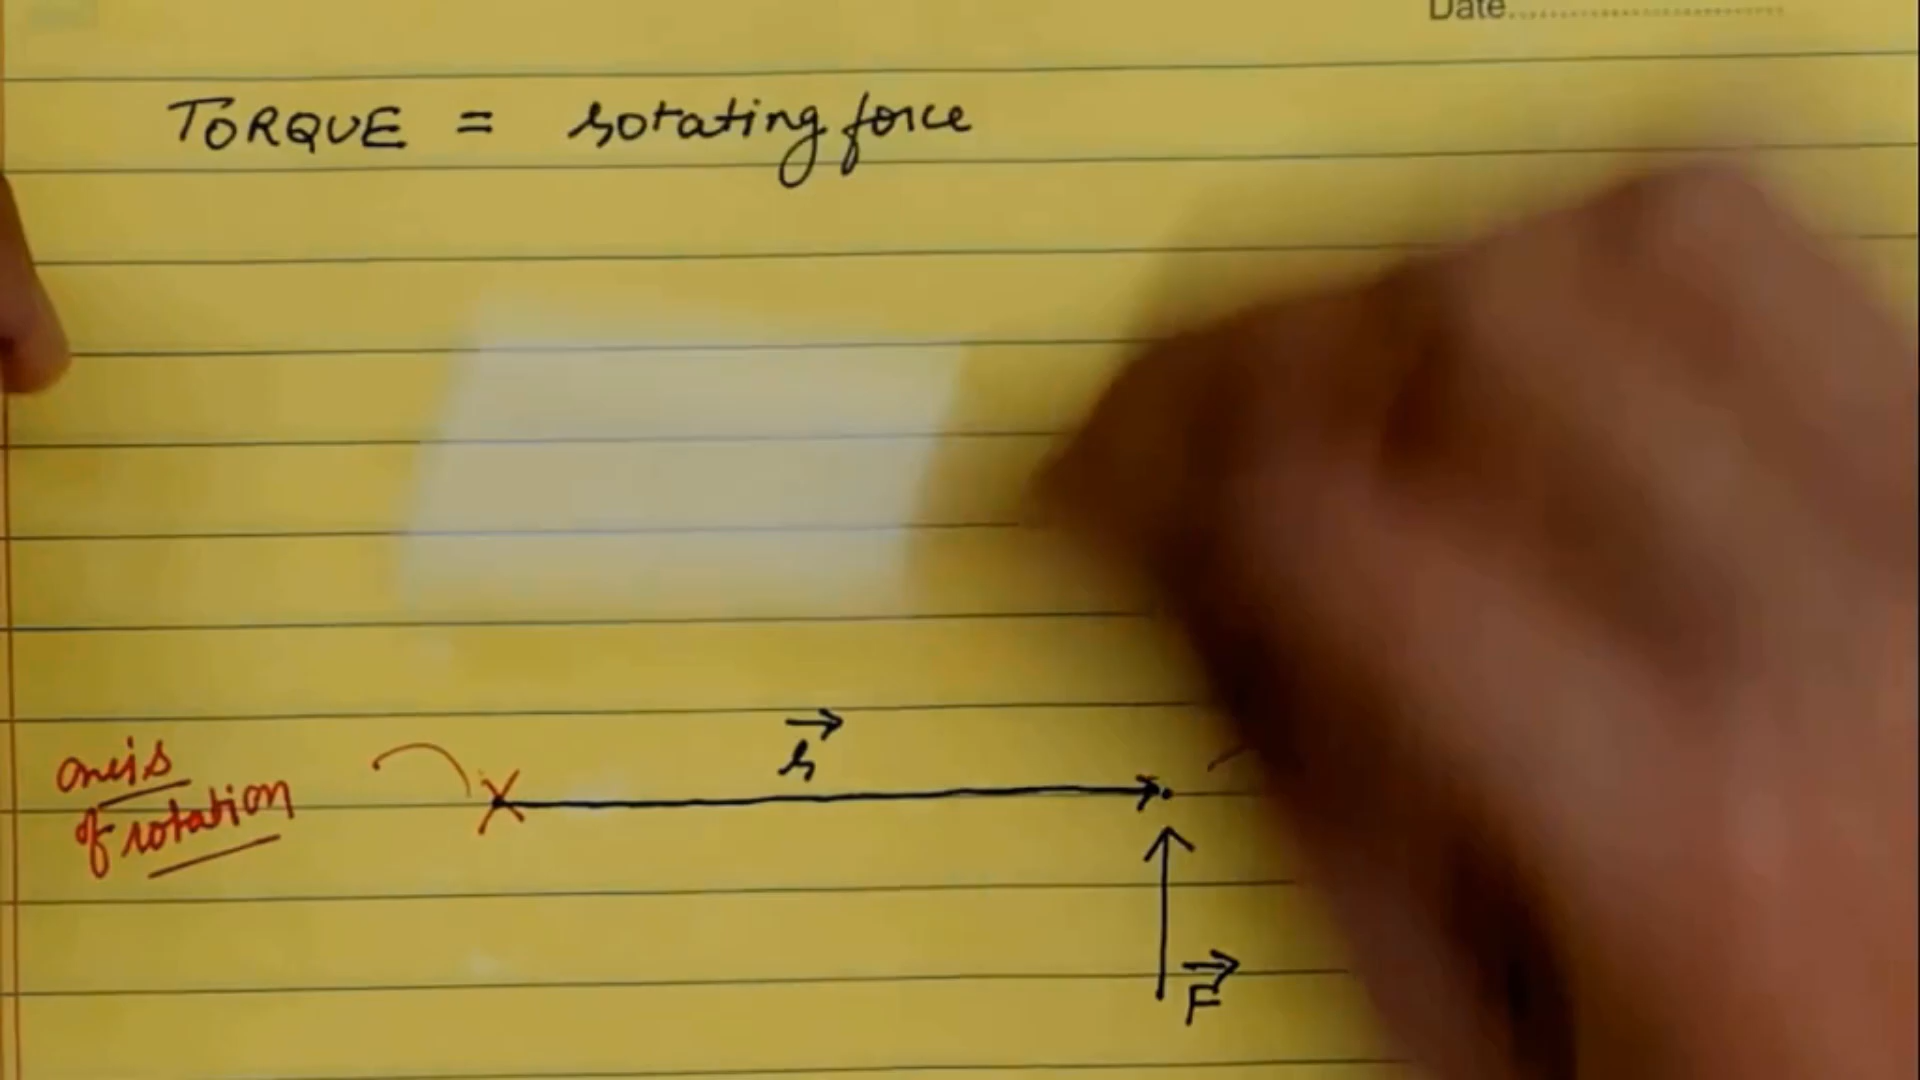 Date
TORQUE = rotating force
r
axis
of rotation
F